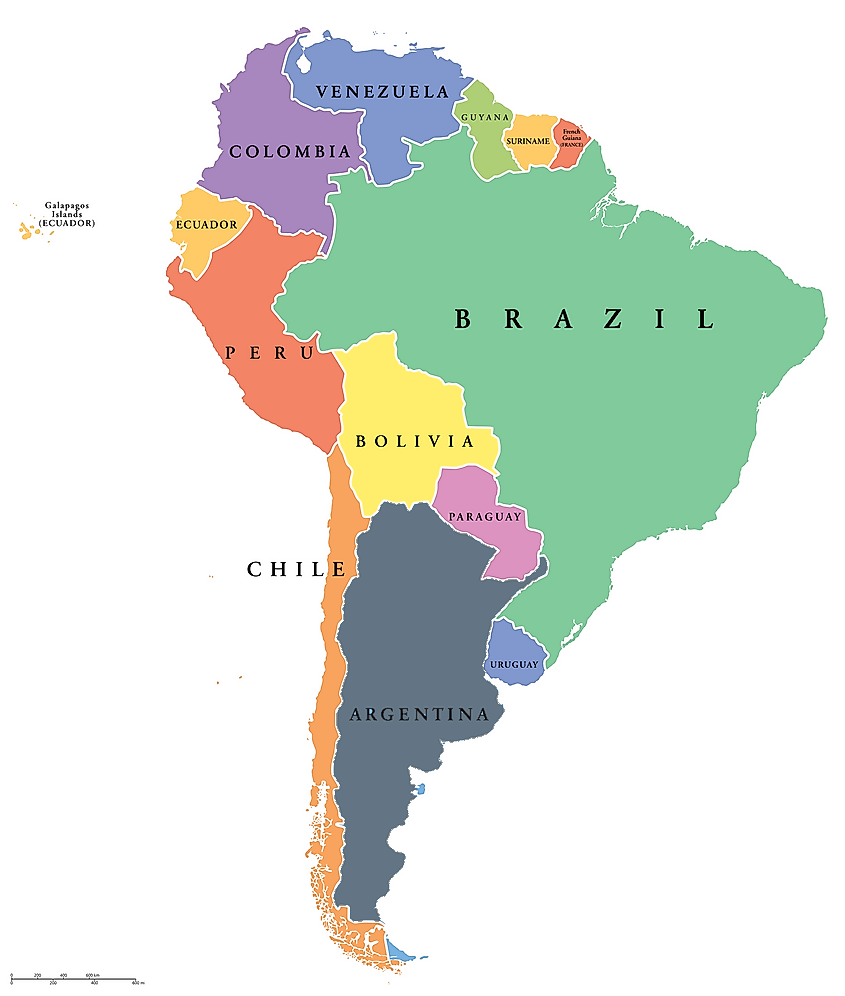 VENEZUELA
GUYANA
SURINAME
French
Guiana
(FRANCE)
COLOMBIA
Galapagos
Islands
(ECUADOR)
ECUADOR
BRAZIL
PERU
BOLIVIA
PARAGUAY
CHILE
URUGUAY
ARGENTINA
0 200 400 600 km
0 200 400 600 mi